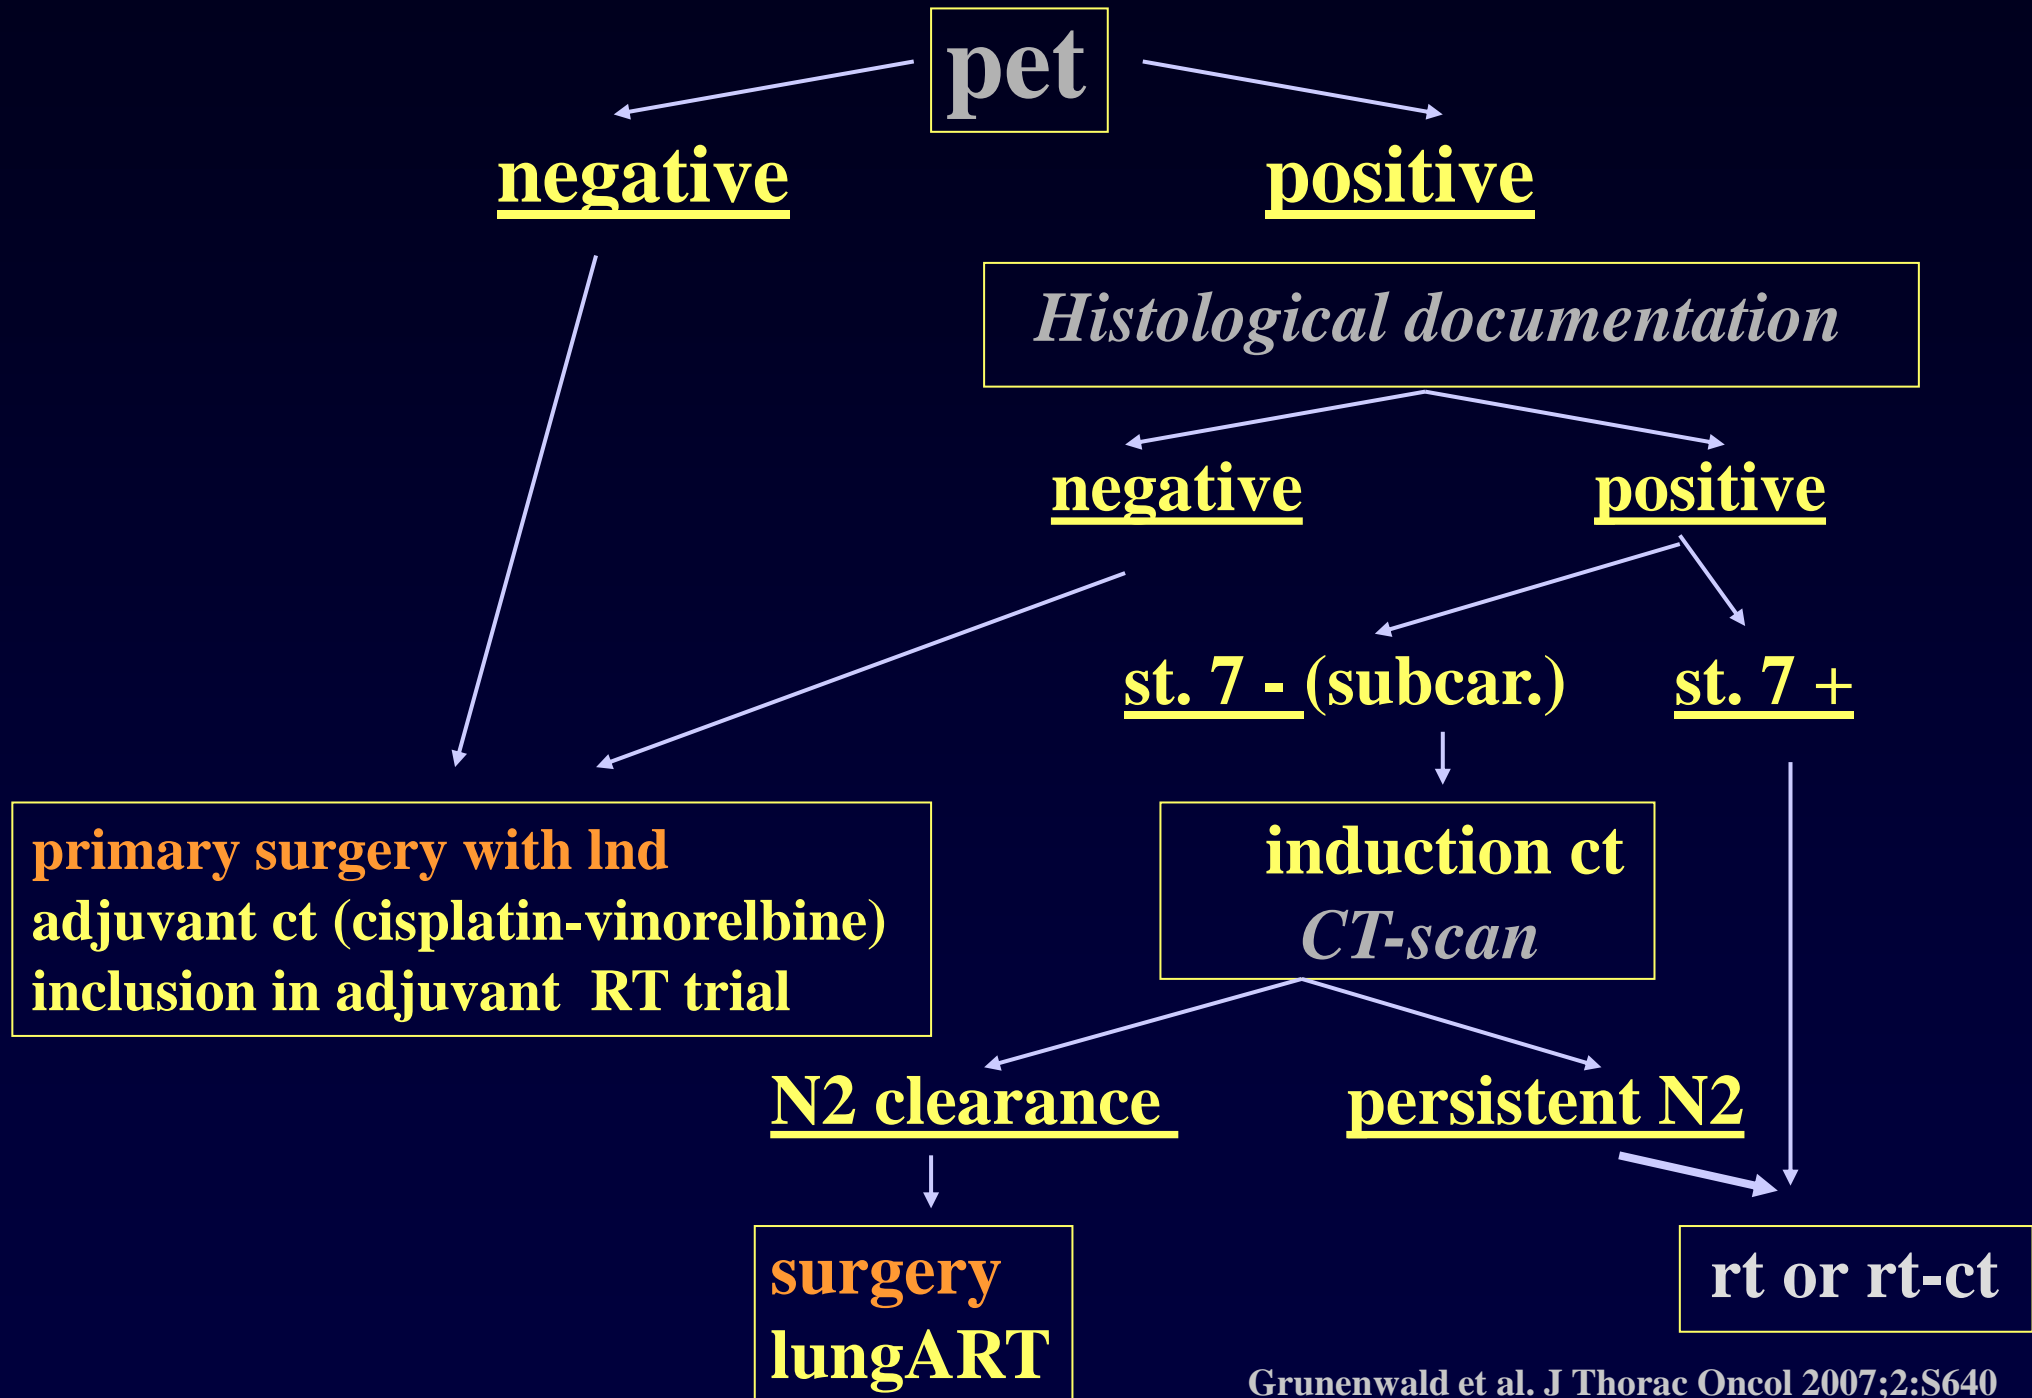 pet
negative
positive
Histological documentation
negative
positive
st. 7 - (subcar.)
st. 7 +
primary surgery with lnd
adjuvant ct (cisplatin-vinorelbine)
inclusion in adjuvant RT trial
induction ct
CT-scan
N2 clearance
persistent N2
surgery
lungART
rt or rt-ct
Grunenwald et al. J Thorac Oncol 2007;2:S640